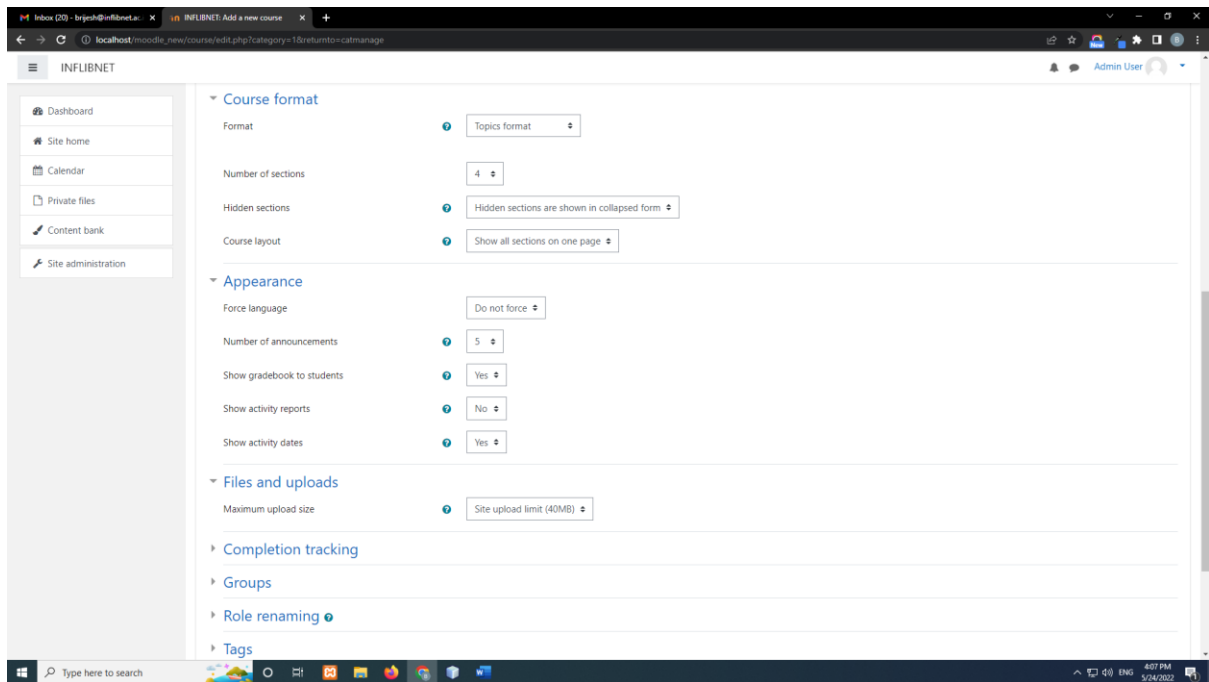 Inbox (20) - brijesh@inflibnet.ac. INFLIBNET: Add a new course
localhost/moodle_new/course/edit.php?category=1&returnto=catmanage
New
B
INFLIBNET
Admin User
Dashboard
Site home
Calendar
Private files
Content bank
Site administration
Course format
Format Topics format
Number of sections 4
Hidden sections Hidden sections are shown in collapsed form
Course layout Show all sections on one page
Appearance
Force language Do not force
Number of announcements 5
Show gradebook to students Yes
Show activity reports No
Show activity dates Yes
Files and uploads
Maximum upload size Site upload limit (40MB)
Completion tracking
Groups
Role renaming
Tags
Type here to search
ENG
4:07 PM
5/24/2022